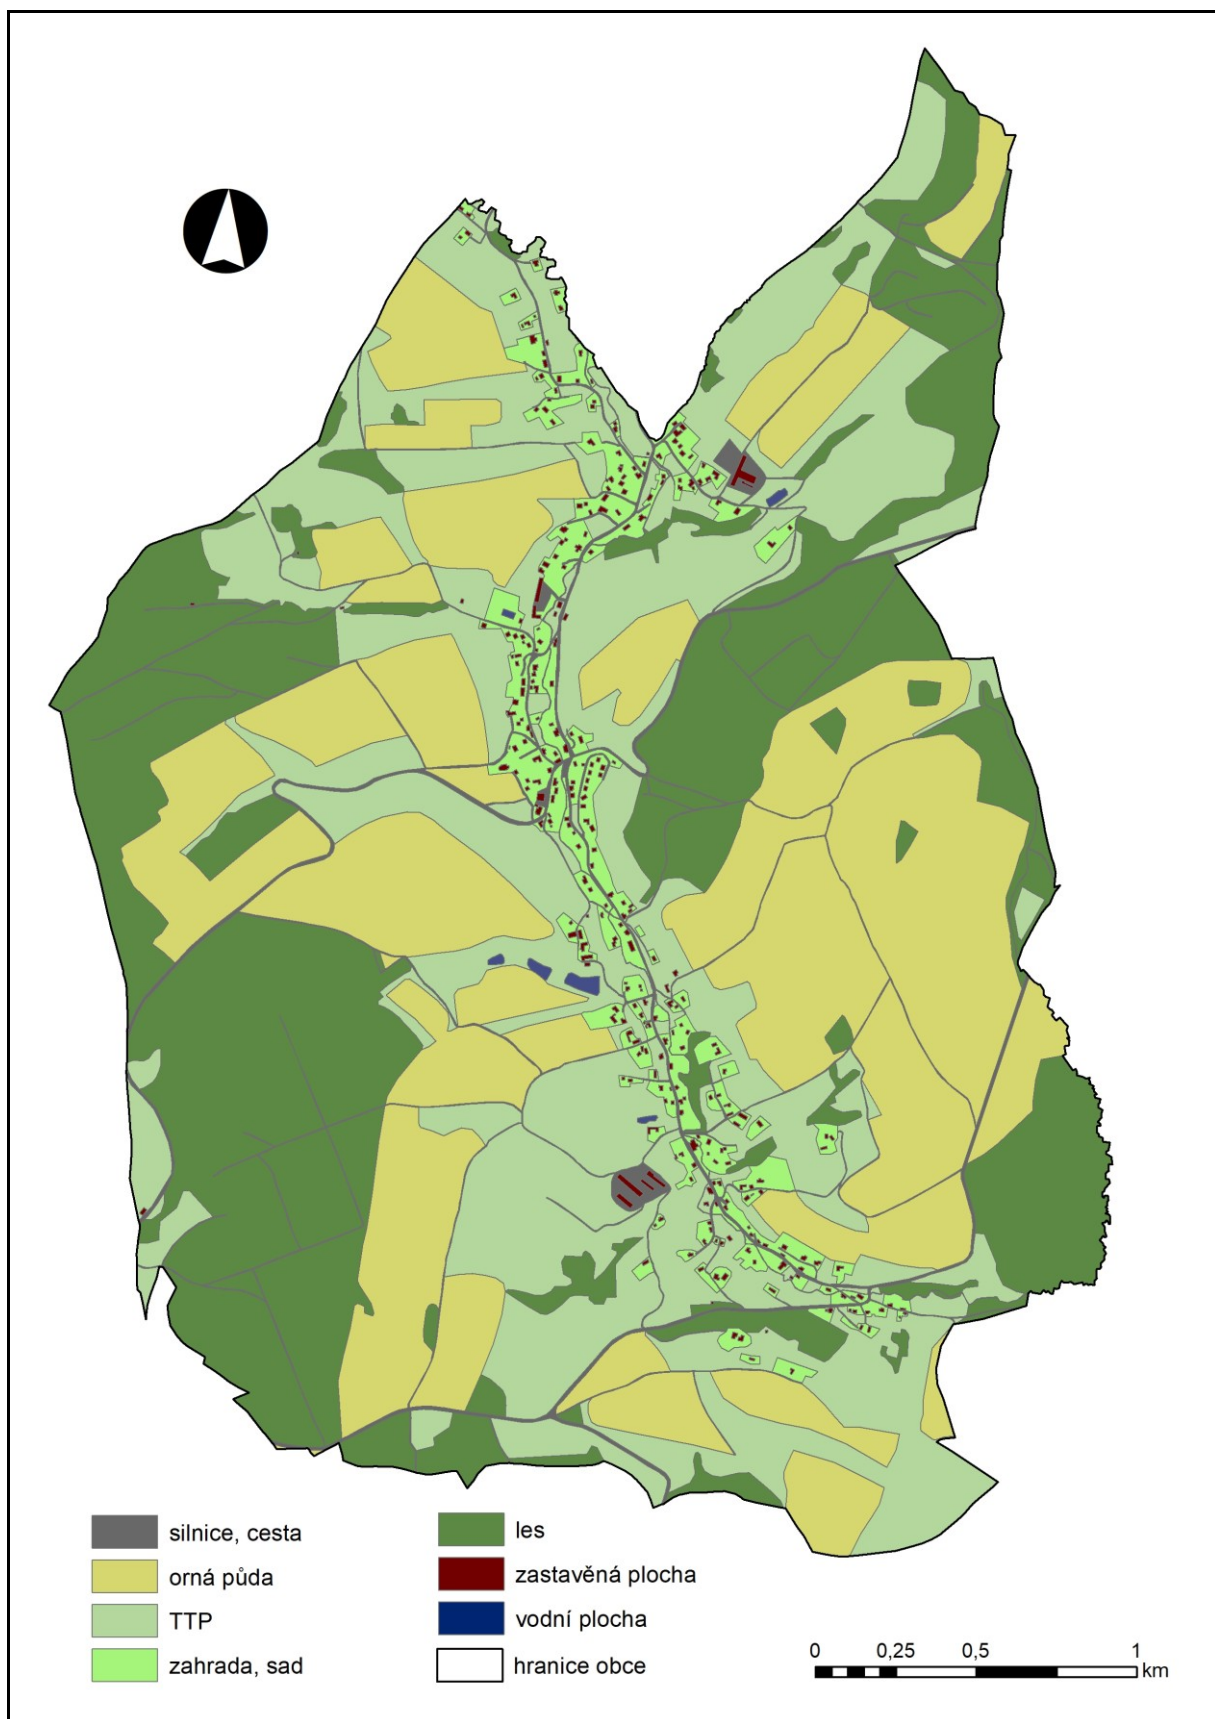 silnice, cesta
orná půda
TTP
zahrada, sad
les
zastavěná plocha
vodní plocha
hranice obce
0 0,25 0,5 1
km